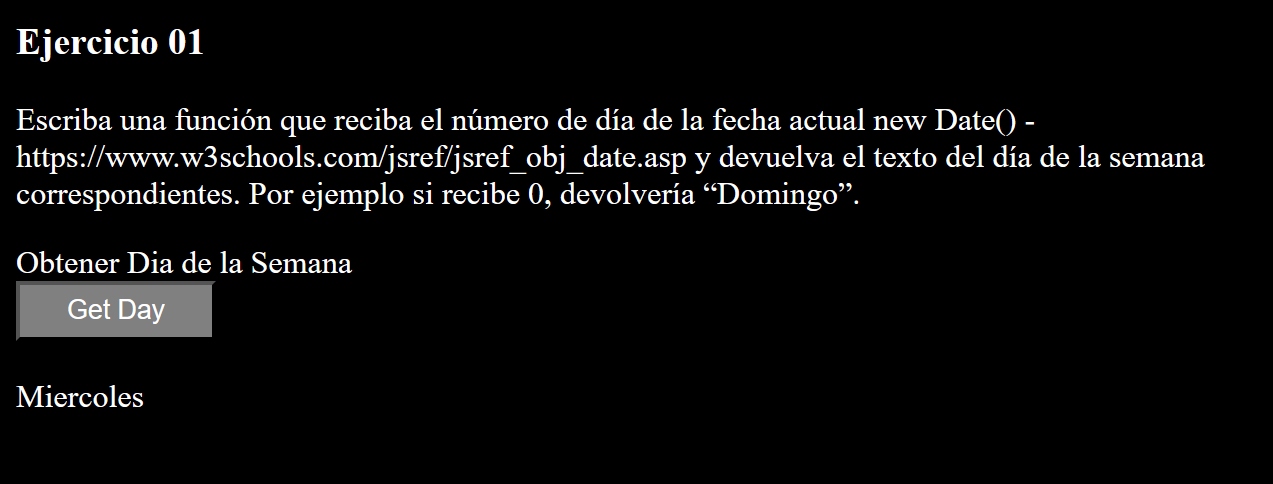 Ejercicio 01
Escriba una función que reciba el número de día de la fecha actual new Date() -
https://www.w3schools.com/jsref/jsref_obj_date.asp y devuelva el texto del día de la semana
correspondientes. Por ejemplo si recibe 0, devolvería “Domingo”.
Obtener Dia de la Semana
Get Day
Miercoles